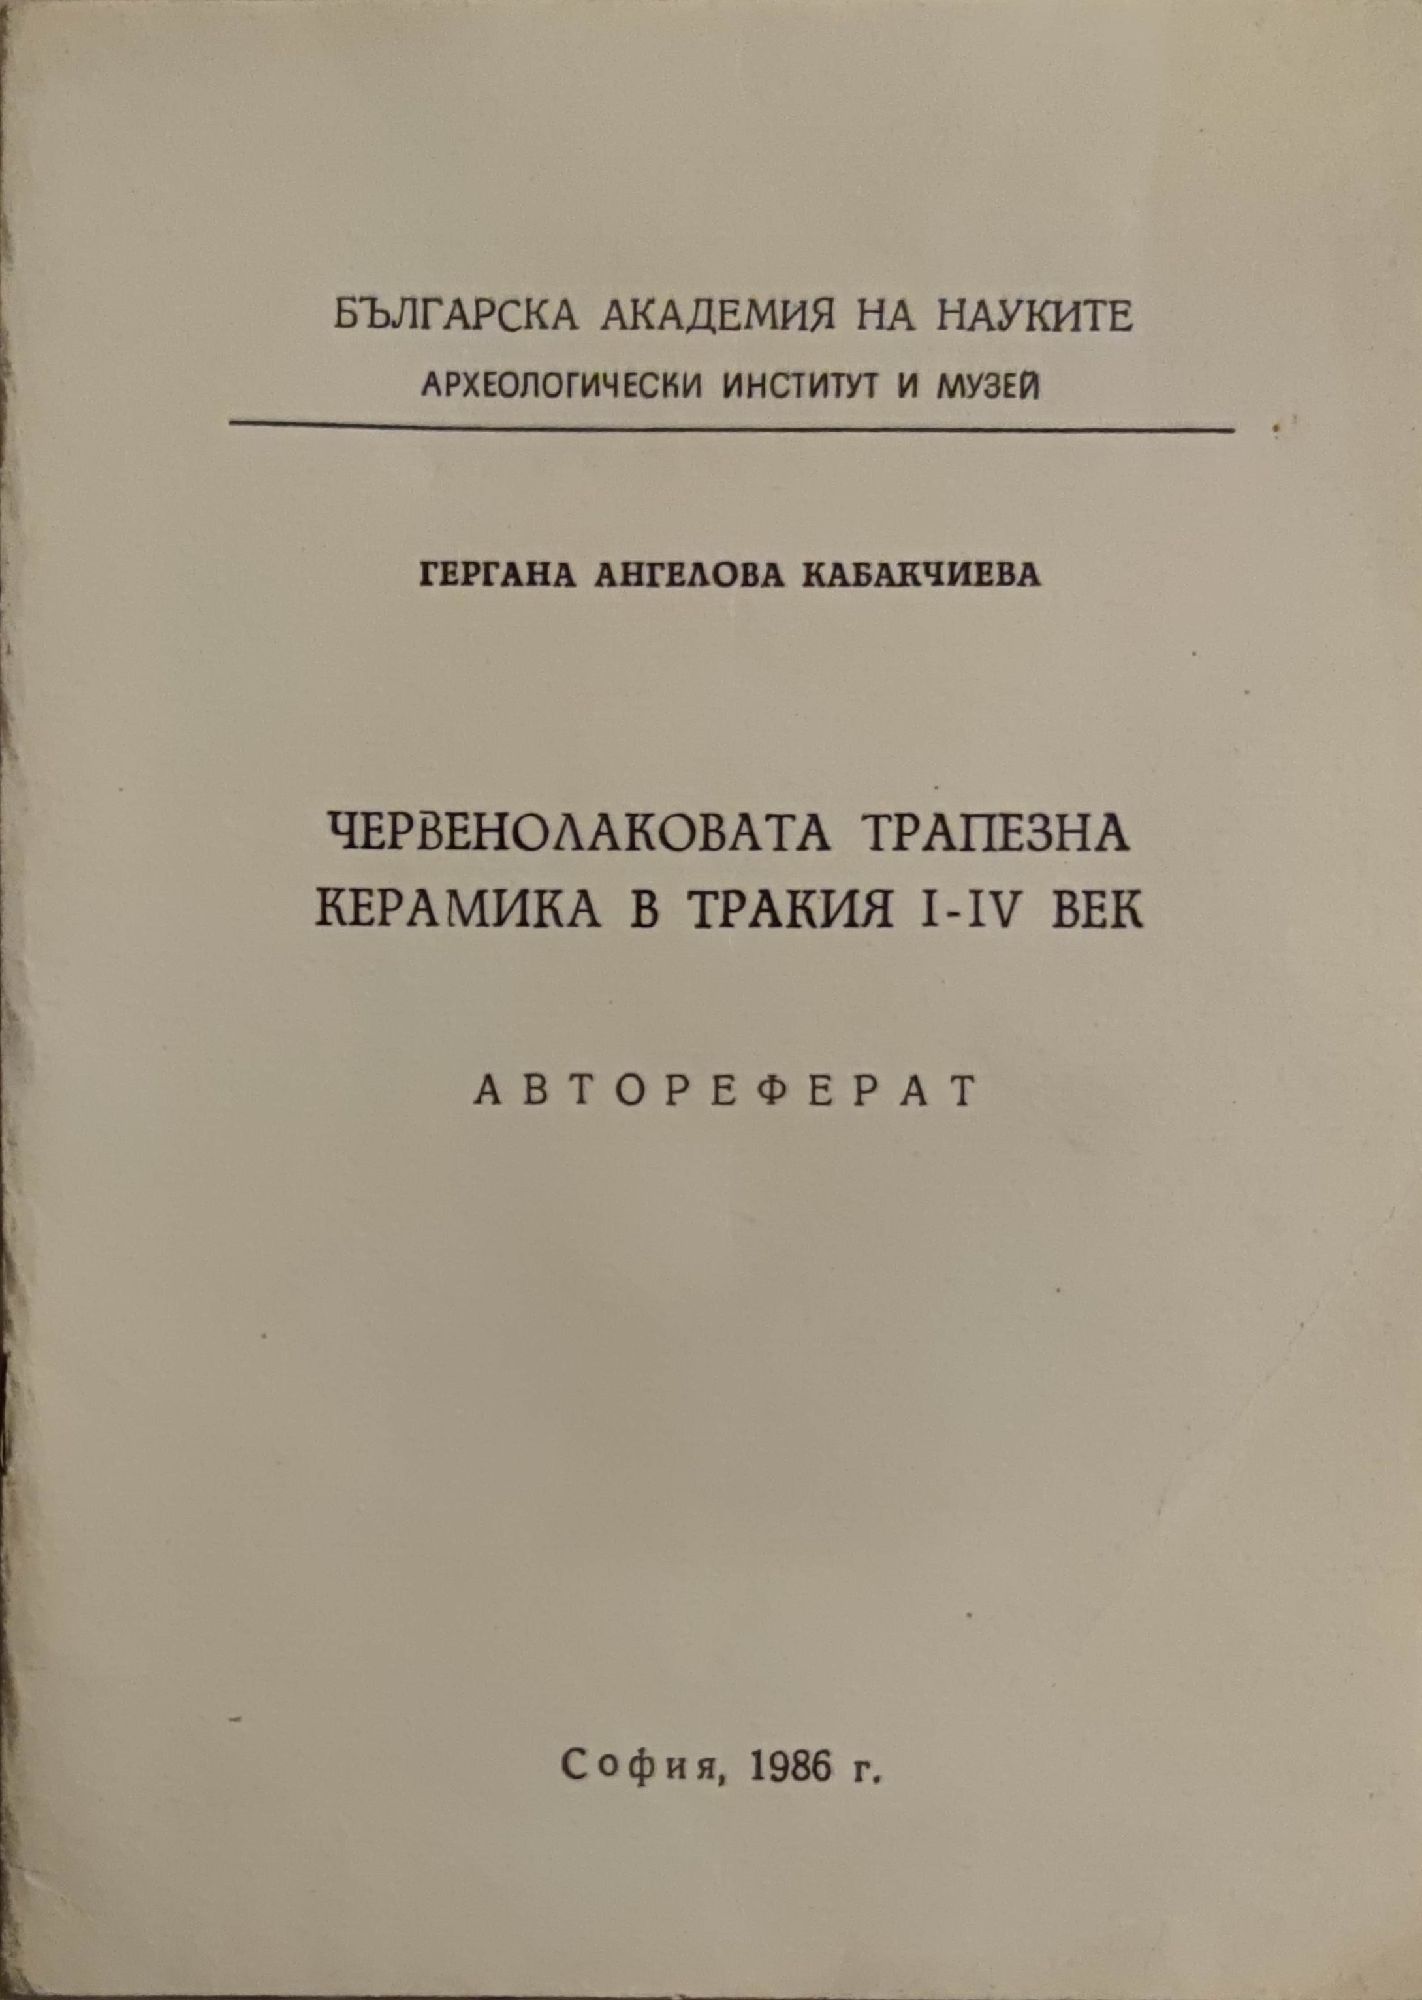 БЪЛГАРСКА АКАДЕМИЯ НА НАУКИТЕ
АРХЕОЛОГИЧЕСКИ ИНСТИТУТ И МУЗЕЙ
ГЕРГАНА АНГЕЛОВА КАБАКЧИЕВА
ЧЕРВЕНОЛАКОВАТА ТРАПЕЗНА
КЕРАМИКА В ТРАКИЯ I-IV ВЕК
АВТОРЕФЕРАТ
София, 1986 г.